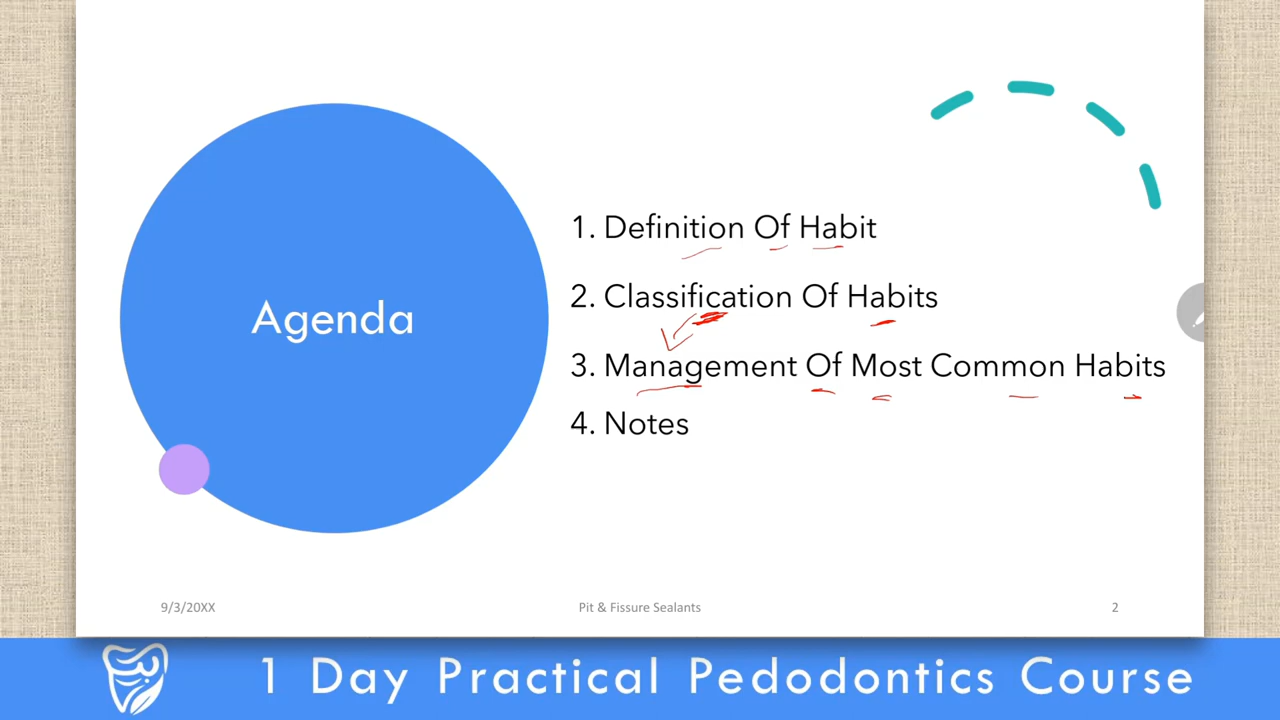 Agenda
1. Definition Of Habit
2. Classification Of Habits
3. Management Of Most Common Habits
4. Notes
9/3/20XX
Pit & Fissure Sealants
2
1 Day Practical Pedodontics Course